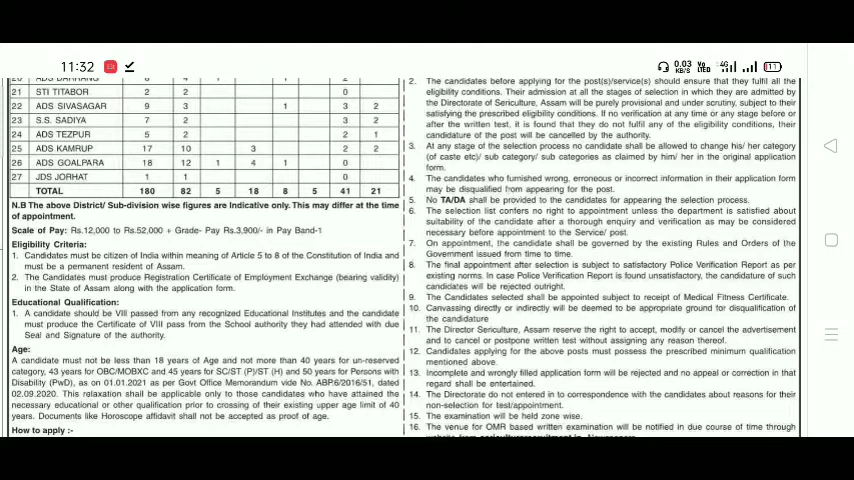 11:32
0.03 KB/S
Vo LTED
4G
11
20 ADS DARRANG 6 4 1 1 2
21 STI TITABOR 2 2 0
22 ADS SIVASAGAR 9 3 1 3 2
23 S.S. SADIYA 7 2 3 2
24 ADS TEZPUR 5 2 2 1
25 ADS KAMRUP 17 10 3 2 2
26 ADS GOALPARA 18 12 1 4 1 0
27 JDS JORHAT 1 1 0
TOTAL 180 82 5 18 8 5 41 21
N.B The above District/ Sub-division wise figures are Indicative only. This may differ at the time
of appointment.
Scale of Pay: Rs.12,000 to Rs.52,000 + Grade- Pay Rs.3,900/- in Pay Band-1
Eligibility Criteria:
1. Candidates must be citizen of India within meaning of Article 5 to 8 of the Constitution of India and
must be a permanent resident of Assam.
2. The Candidates must produce Registration Certificate of Employment Exchange (bearing validity)
in the State of Assam along with the application form.
Educational Qualification:
1. A candidate should be VIII passed from any recognized Educational Institutes and the candidate
must produce the Certificate of VIII pass from the School authority they had attended with due
Seal and Signature of the authority.
Age:
A candidate must not be less than 18 years of Age and not more than 40 years for un-reserved
category, 43 years for OBC/MOBXC and 45 years for SC/ST (P)/ST (H) and 50 years for Persons with
Disability (PwD), as on 01.01.2021 as per Govt Office Memorandum vide No. ABP.6/2016/51, dated
02.09.2020. This relaxation shall be applicable only to those candidates who have attained the
necessary educational or other qualification prior to crossing of their existing upper age limit of 40
years. Documents like Horoscope affidavit shall not be accepted as proof of age.
How to apply :-
2. The candidates before applying for the post(s)/service(s) should ensure that they fulfil all the
eligibility conditions. Their admission at all the stages of selection in which they are admitted by
the Directorate of Sericulture, Assam will be purely provisional and under scrutiny, subject to their
satisfying the prescribed eligibility conditions. If no verification at any time or any stage before or
after the written test, it is found that they do not fulfill any of the eligibility conditions, their
candidature of the post will be cancelled by the authority.
3. At any stage of the selection process no candidate shall be allowed to change his/ her category
(of caste etc)/ sub category/ sub categories as claimed by him/ her in the original application
form.
4. The candidates who furnished wrong, erroneous or incorrect information in their application form
may be disqualified from appearing for the post.
5. No TA/DA shall be provided to the candidates for appearing the selection process.
6. The selection list confers no right to appointment unless the department is satisfied about
suitability of the candidate after a thorough enquiry and verification as may be considered
necessary before appointment to the Service/ post.
7. On appointment, the candidate shall be governed by the existing Rules and Orders of the
Government issued from time to time.
8. The final appointment after selection is subject to satisfactory Police Verification Report as per
existing norms. In case Police Verification Report is found unsatisfactory, the candidature of such
candidates will be rejected outright.
9. The Candidates selected shall be appointed subject to receipt of Medical Fitness Certificate.
10. Canvassing directly or indirectly will be deemed to be appropriate ground for disqualification of
the candidature
11. The Director Sericulture, Assam reserve the right to accept, modify or cancel the advertisement
and to cancel or postpone written test without assigning any reason thereof.
12. Candidates applying for the above posts must possess the prescribed minimum qualification
mentioned above.
13. Incomplete and wrongly filled application form will be rejected and no appeal or correction in that
regard shall be entertained.
14. The Directorate do not entered in to correspondence with the candidates about reasons for their
non-selection for test/appointment.
15. The examination will be held zone wise.
16. The venue for OMR based written examination will be notified in due course of time through